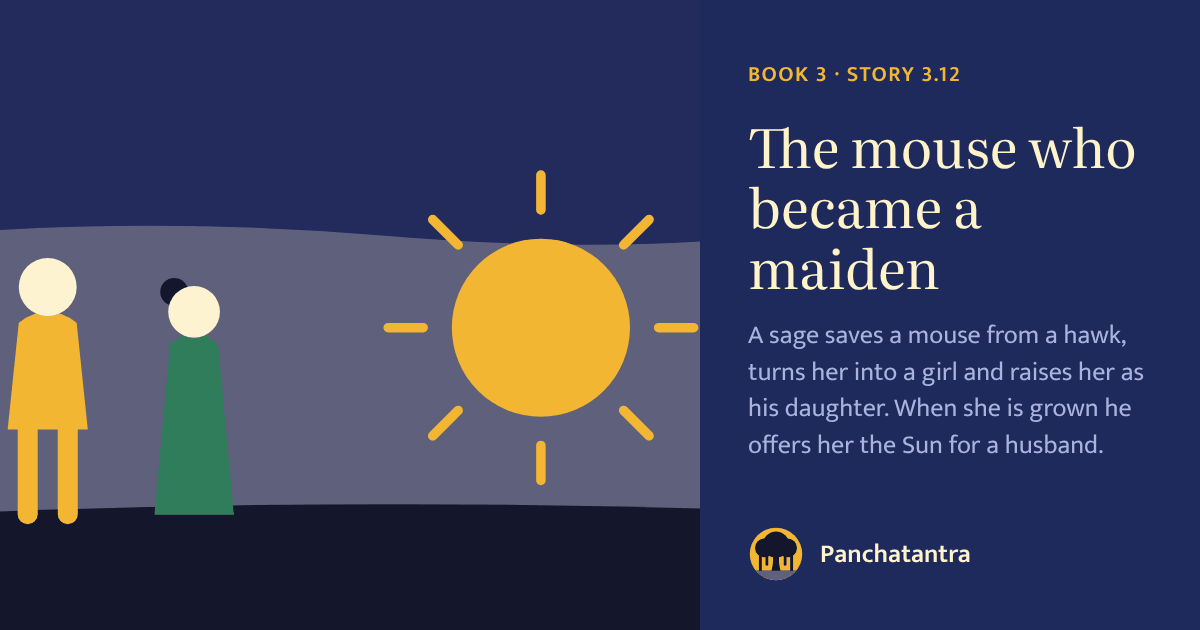 BOOK 3 · STORY 3.12
The mouse who
became a
maiden
A sage saves a mouse from a hawk,
turns her into a girl and raises her as
his daughter. When she is grown he
offers her the Sun for a husband.
Panchatantra